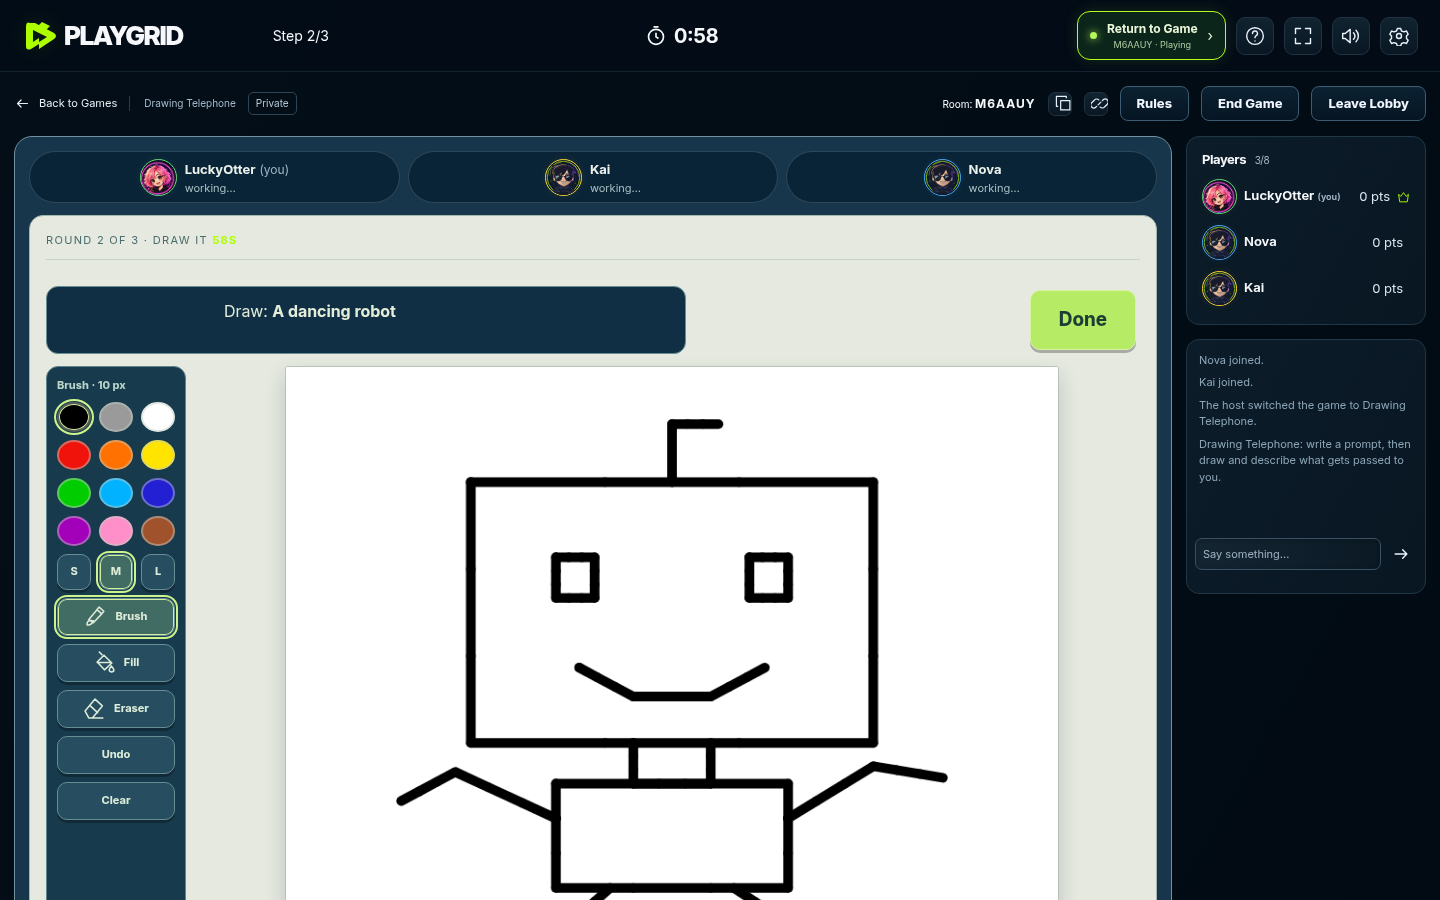 PLAYGRID
Step 2/3
0:58
Return to Game
M6AAUY · Playing
Back to Games
Drawing Telephone
Private
Room: M6AAUY
Rules
End Game
Leave Lobby
LuckyOtter (you)
working...
Kai
working...
Nova
working...
ROUND 2 OF 3 · DRAW IT 58S
Draw: A dancing robot
Done
Brush · 10 px
S
M
L
Brush
Fill
Eraser
Undo
Clear
Players 3/8
LuckyOtter (you) 0 pts
Nova 0 pts
Kai 0 pts
Nova joined.
Kai joined.
The host switched the game to Drawing
Telephone.
Drawing Telephone: write a prompt, then
draw and describe what gets passed to
you.
Say something...